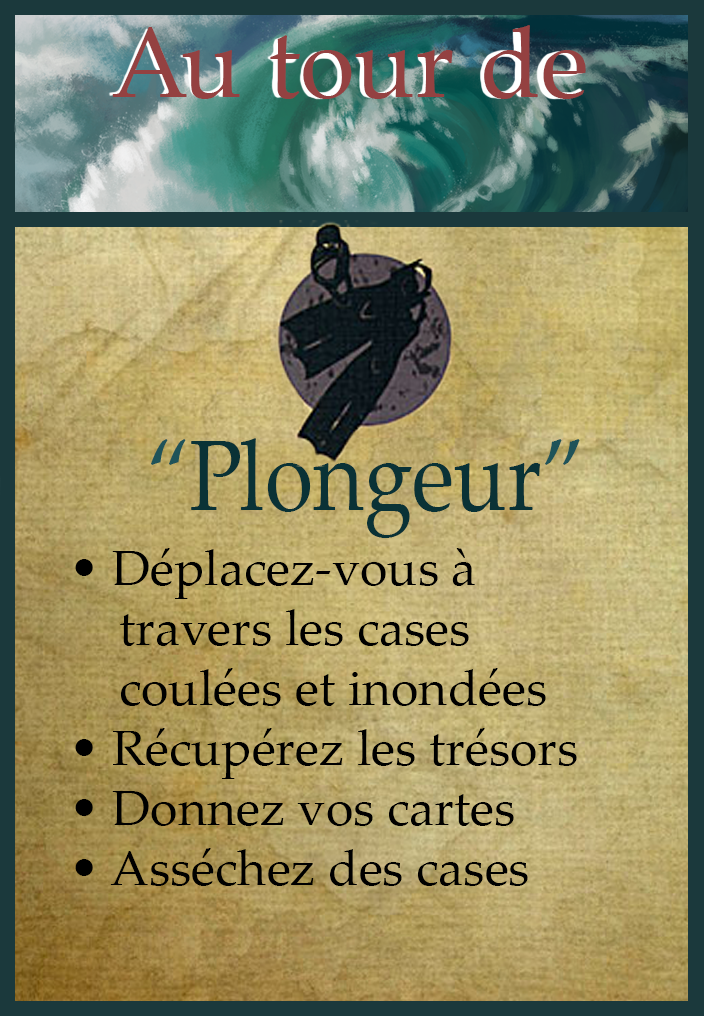 Au tour de
“Plongeur”
• Déplacez-vous à
travers les cases
coulées et inondées
• Récupérez les trésors
• Donnez vos cartes
• Asséchez des cases